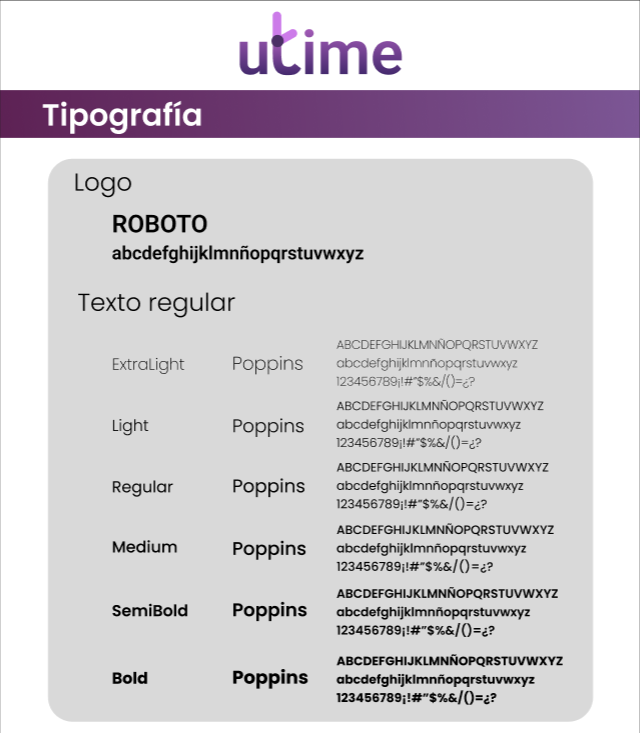 utime
Tipografía
Logo
ROBOTO
abcdefghijklmnñopqrstuvwxyz
Texto regular
ExtraLight Poppins ABCDEFGHIJKLMNÑOPQRSTUVWXYZ
abcdefghijklmnñopqrstuvwxyz
123456789¡!#"$%&/()=¿?
Light Poppins ABCDEFGHIJKLMNÑOPQRSTUVWXYZ
abcdefghijklmnñopqrstuvwxyz
123456789¡!#"$%&/()=¿?
Regular Poppins ABCDEFGHIJKLMNÑOPQRSTUVWXYZ
abcdefghijklmnñopqrstuvwxyz
123456789¡!#"$%&/()=¿?
Medium Poppins ABCDEFGHIJKLMNÑOPQRSTUVWXYZ
abcdefghijklmnñopqrstuvwxyz
123456789¡!#"$%&/()=¿?
SemiBold Poppins ABCDEFGHIJKLMNÑOPQRSTUVWXYZ
abcdefghijklmnñopqrstuvwxyz
123456789¡!#"$%&/()=¿?
Bold Poppins ABCDEFGHIJKLMNÑOPQRSTUVWXYZ
abcdefghijklmnñopqrstuvwxyz
123456789¡!#"$%&/()=¿?